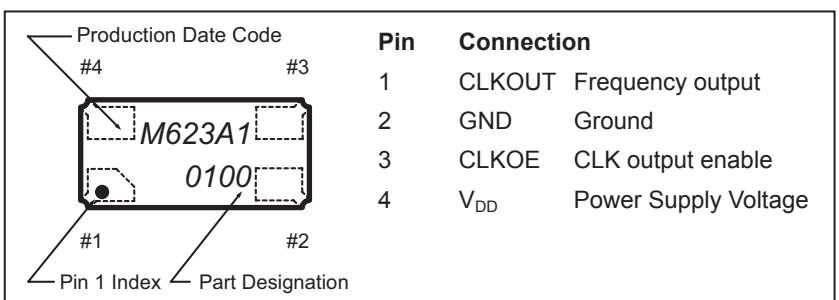 Production Date Code
#4 #3
M623A1
0100
#1 #2
Pin 1 Index Part Designation
Pin Connection
1 CLKOUT Frequency output
2 GND Ground
3 CLKOE CLK output enable
4 VDD Power Supply Voltage